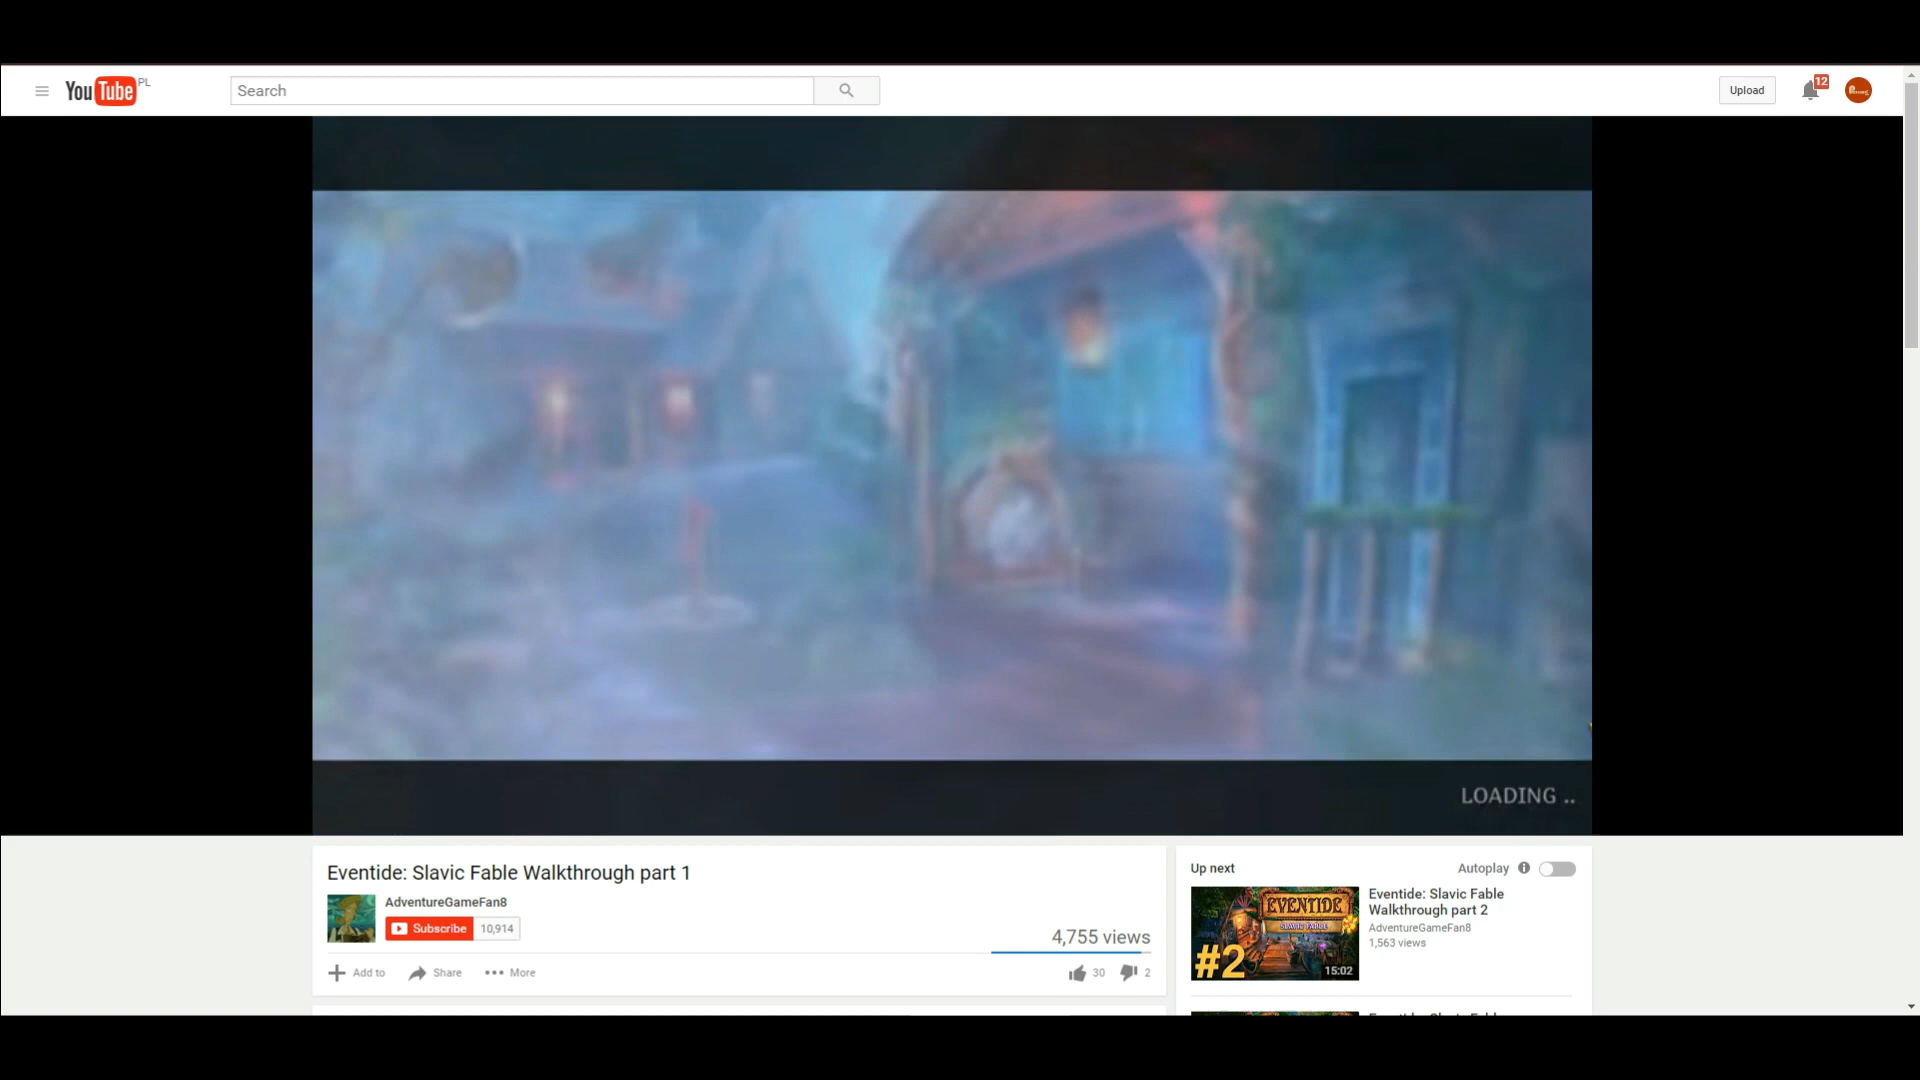 YouTube PL
Search
Upload
12
LOADING ..
Eventide: Slavic Fable Walkthrough part 1
AdventureGameFan8
Subscribe 10,914
4,755 views
Add to Share More
30 2
Up next Autoplay
EVENTIDE
SLAVIC FABLE
#2
15:02
Eventide: Slavic Fable
Walkthrough part 2
AdventureGameFan8
1,563 views